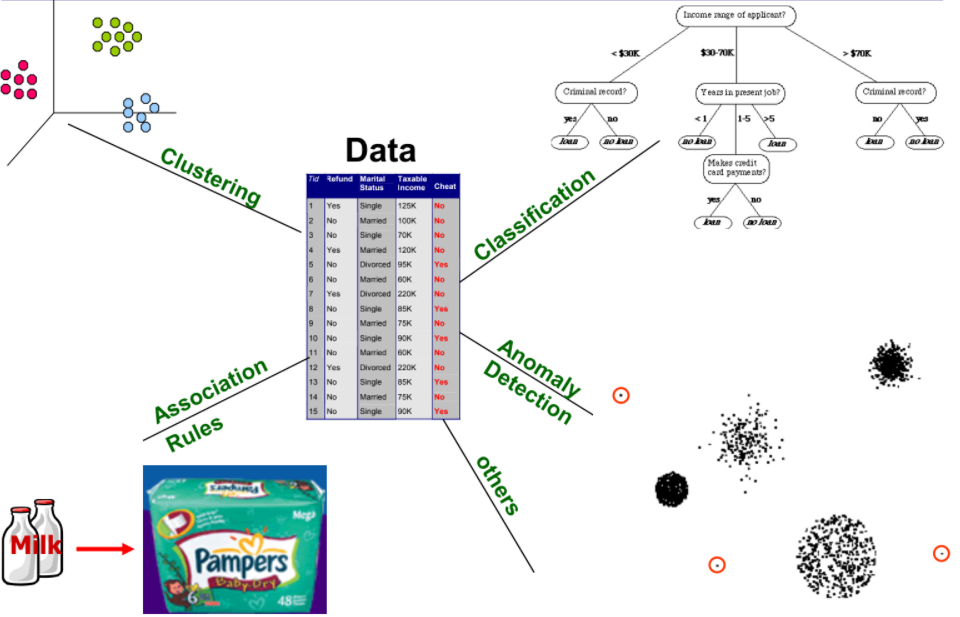 Income range of applicant?
< $30K
$30-70K
> $70K
Criminal record?
Years in present job?
Criminal record?
yes
no
< 1
1-5
>5
no
yes
loan
no loan
no loan
loan
loan
no loan
Makes credit
card payments?
yes
no
loan
no loan
Clustering
Data
Classification
Tid Refund Marital Status Taxable Income Cheat
1 Yes Single 125K No
2 No Married 100K No
3 No Single 70K No
4 Yes Married 120K No
5 No Divorced 95K Yes
6 No Married 60K No
7 Yes Divorced 220K No
8 No Single 85K Yes
9 No Married 75K No
10 No Single 90K Yes
11 No Married 60K No
12 Yes Divorced 220K No
13 No Single 85K Yes
14 No Married 75K No
15 No Single 90K Yes
Association
Rules
Anomaly
Detection
others
Milk
Pampers
Mega
Pampers
Baby Dry
6
48